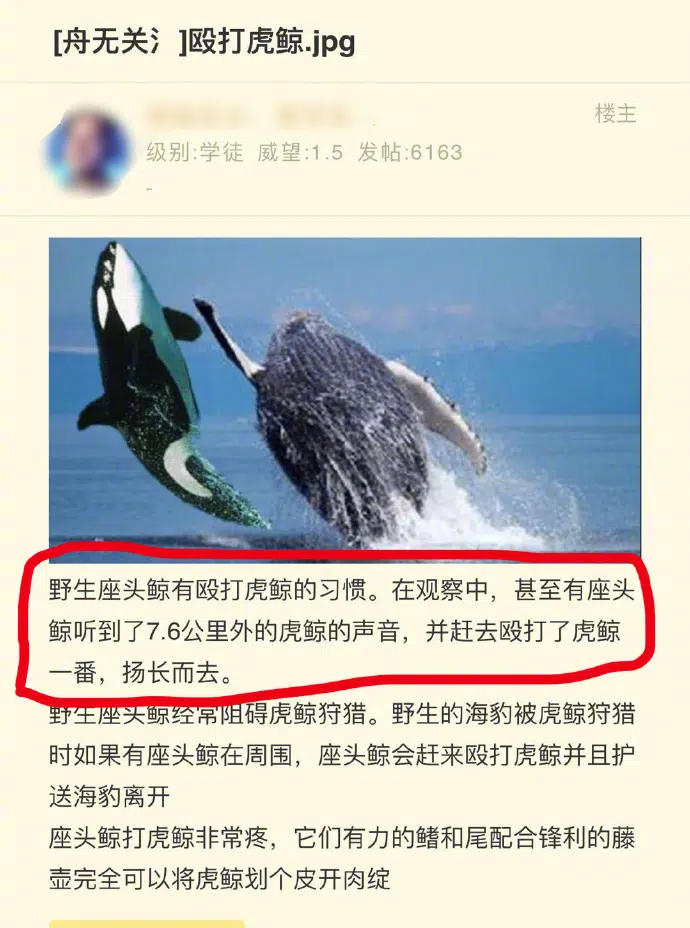 [舟无关氵]殴打虎鲸.jpg
楼主
级别:学徒 威望:1.5 发帖:6163
-
野生座头鲸有殴打虎鲸的习惯。在观察中，甚至有座头
鲸听到了7.6公里外的虎鲸的声音，并赶去殴打了虎鲸
一番，扬长而去。
野生座头鲸经常阻碍虎鲸狩猎。野生的海豹被虎鲸狩猎
时如果有座头鲸在周围，座头鲸会赶来殴打虎鲸并且护
送海豹离开
座头鲸打虎鲸非常疼，它们有力的鳍和尾配合锋利的藤
壶完全可以将虎鲸划个皮开肉绽